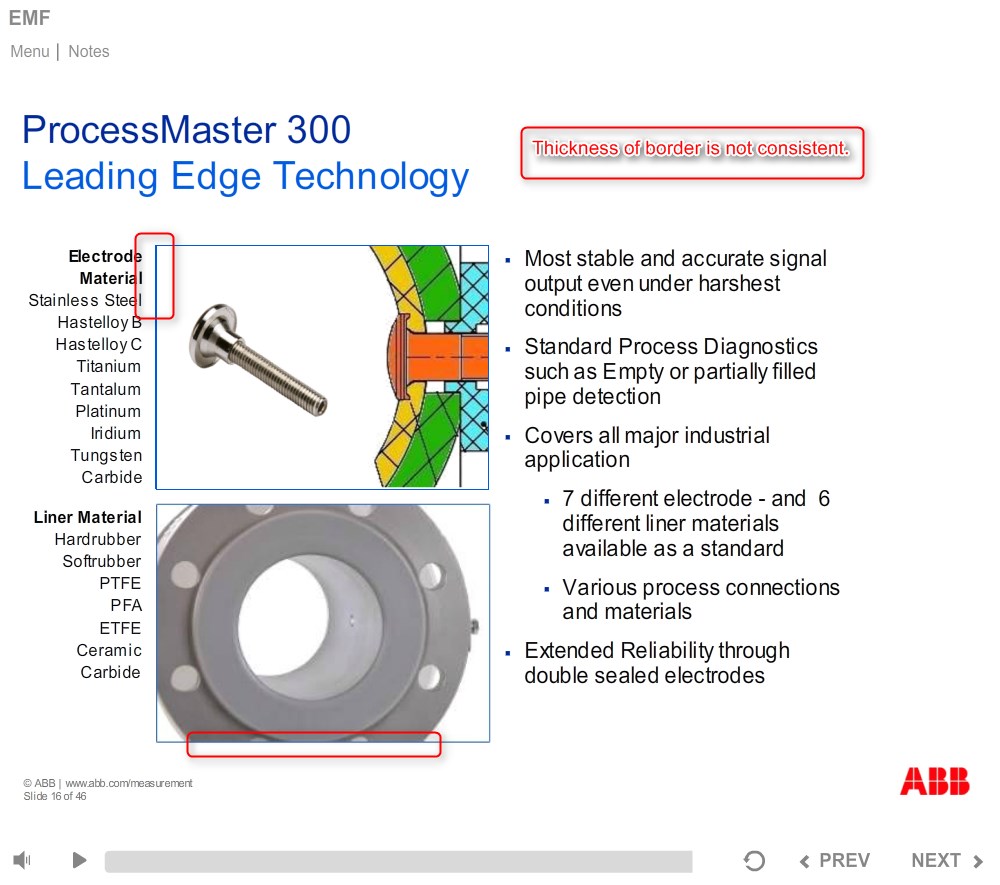 EMF
Menu | Notes
ProcessMaster 300
Leading Edge Technology
Thickness of border is not consistent.
Electrode
Material
Stainless Steel
Hastelloy B
Hastelloy C
Titanium
Tantalum
Platinum
Iridium
Tungsten
Carbide
Liner Material
Hardrubber
Softrubber
PTFE
PFA
ETFE
Ceramic
Carbide
▪ Most stable and accurate signal
output even under harshest
conditions
▪ Standard Process Diagnostics
such as Empty or partially filled
pipe detection
▪ Covers all major industrial
application
▪ 7 different electrode - and 6
different liner materials
available as a standard
▪ Various process connections
and materials
▪ Extended Reliability through
double sealed electrodes
© ABB | www.abb.com/measurement
Slide 16 of 46
ABB
PREV
NEXT